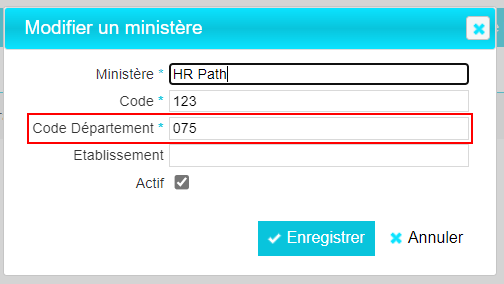 Modifier un ministère
Ministère * HR Path
Code * 123
Code Département * 075
Etablissement
Actif
Enregistrer Annuler